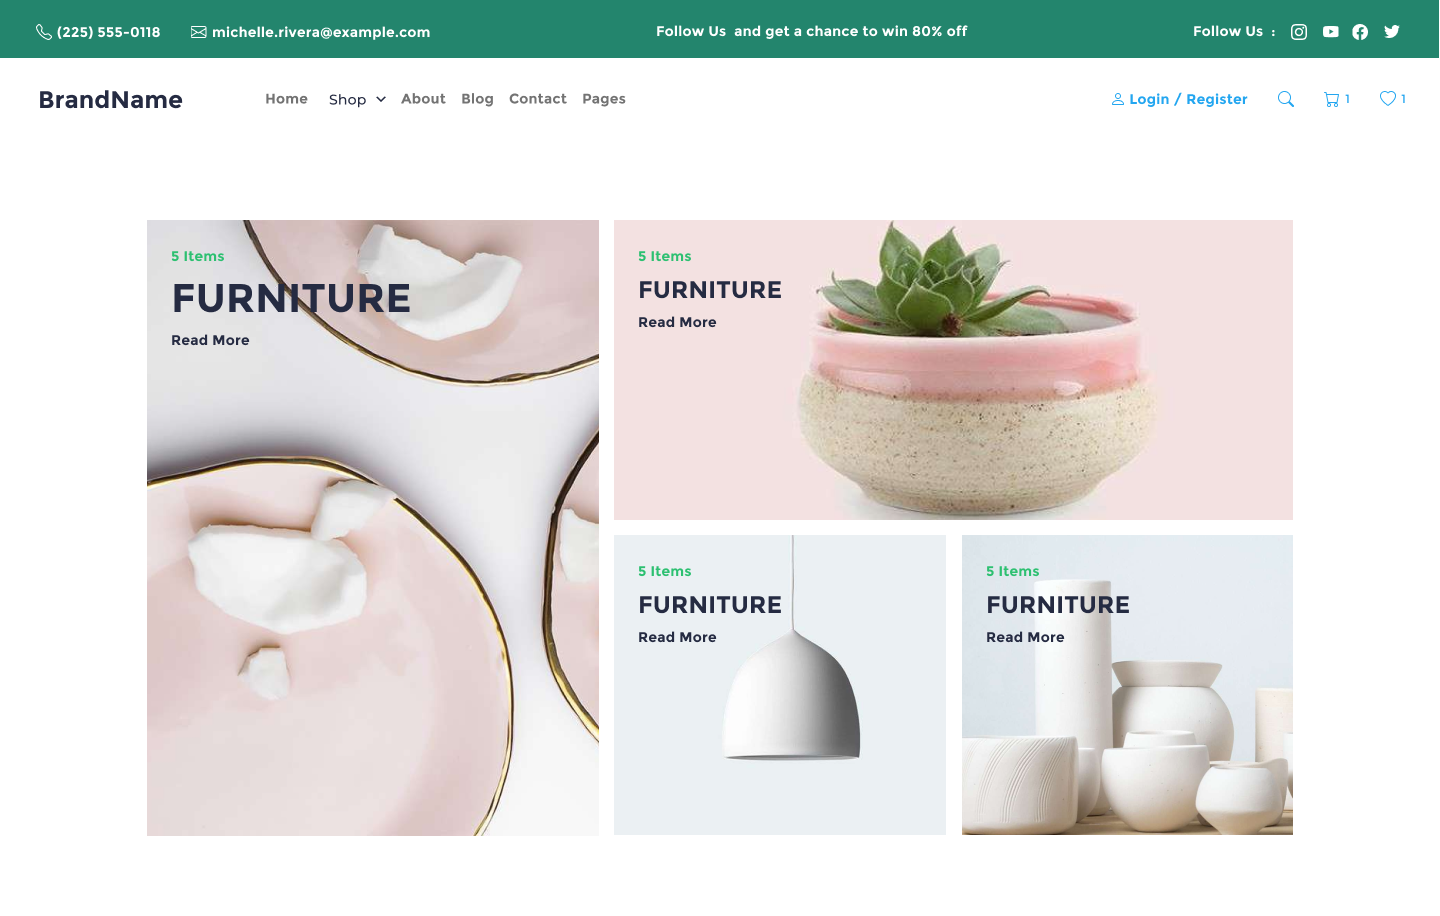 (225) 555-0118
michelle.rivera@example.com
Follow Us  and get a chance to win 80% off
Follow Us  :
BrandName
Home
Shop
About
Blog
Contact
Pages
Login / Register
1
1
5 Items
FURNITURE
Read More
5 Items
FURNITURE
Read More
5 Items
FURNITURE
Read More
5 Items
FURNITURE
Read More